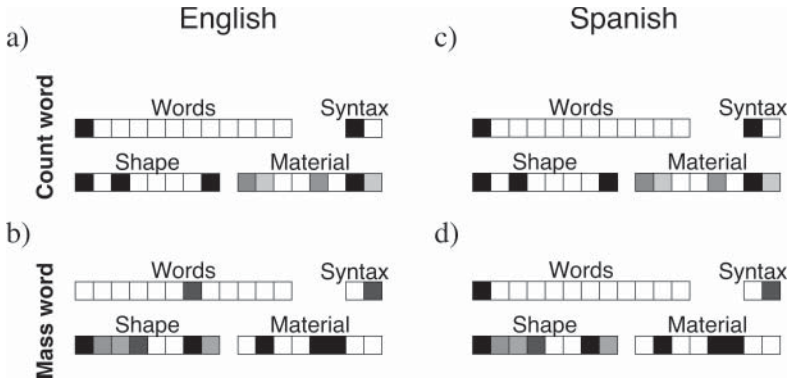 English
Spanish
a)
c)
Count word
Words
Syntax
Words
Syntax
Shape
Material
Shape
Material
b)
d)
Mass word
Words
Syntax
Words
Syntax
Shape
Material
Shape
Material